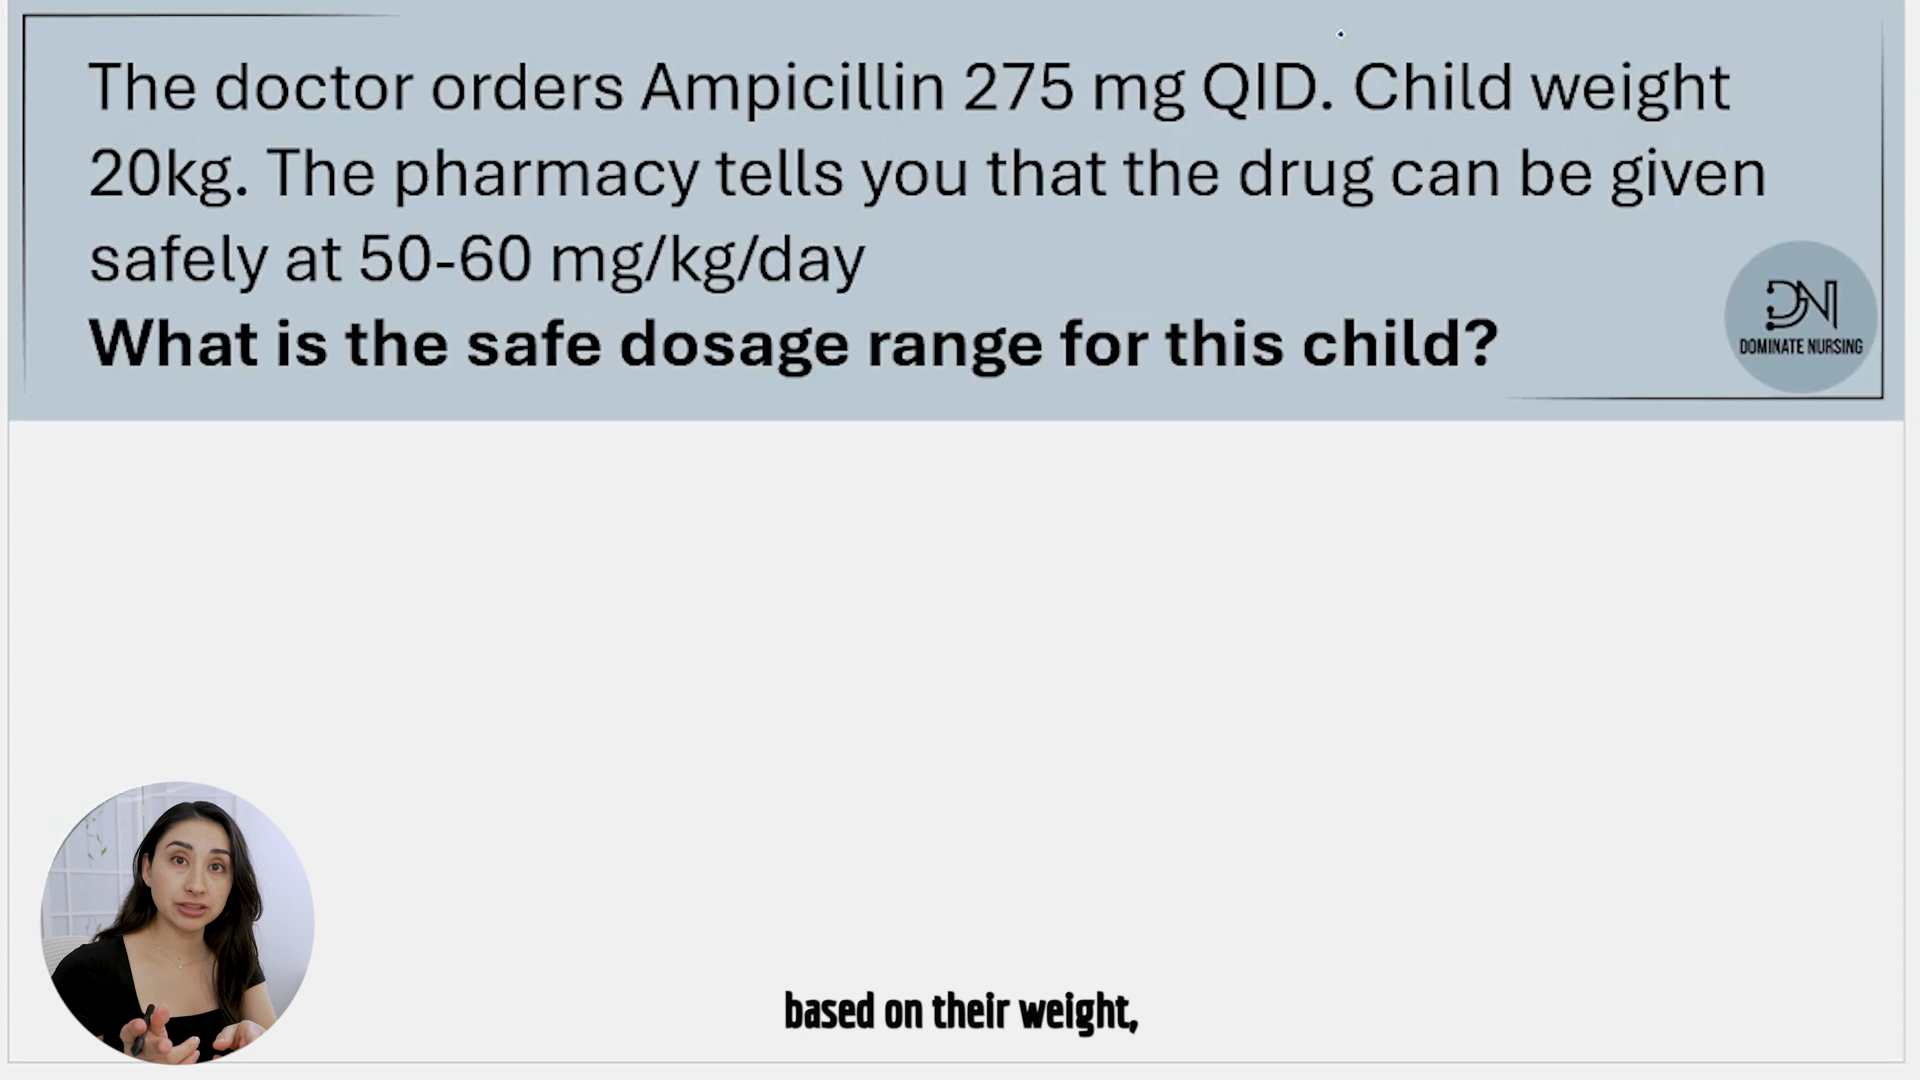 The doctor orders Ampicillin 275 mg QID. Child weight
20kg. The pharmacy tells you that the drug can be given
safely at 50-60 mg/kg/day
What is the safe dosage range for this child?
DN
DOMINATE NURSING
based on their weight,